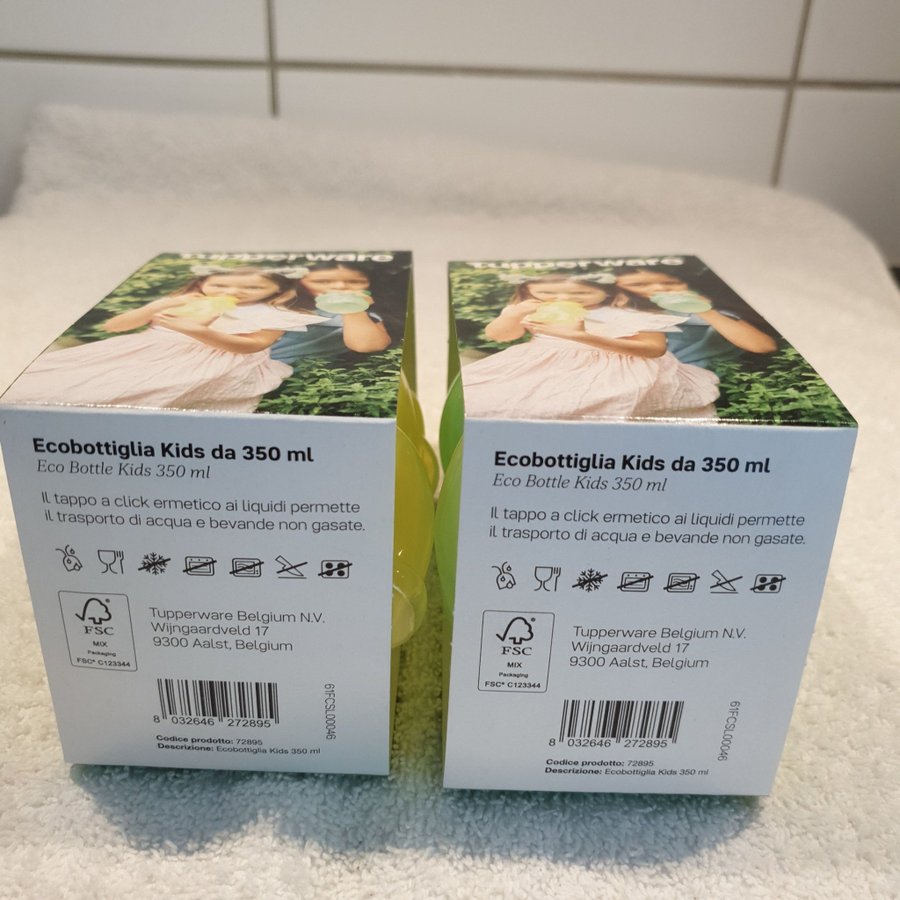 Tupperware
Ecobottiglia Kids da 350 ml
Eco Bottle Kids 350 ml
Il tappo a click ermetico ai liquidi permette
il trasporto di acqua e bevande non gasate.
FSC
MIX
Packaging
FSC® C123344
Tupperware Belgium N.V.
Wijngaardveld 17
9300 Aalst, Belgium
8 032646 272895
61FCSL00046
Codice prodotto: 72895
Descrizione: Ecobottiglia Kids 350 ml
Tupperware
Ecobottiglia Kids da 350 ml
Eco Bottle Kids 350 ml
Il tappo a click ermetico ai liquidi permette
il trasporto di acqua e bevande non gasate.
FSC
MIX
Packaging
FSC® C123344
Tupperware Belgium N.V.
Wijngaardveld 17
9300 Aalst, Belgium
8 032646 272895
61FCSL00046
Codice prodotto: 72895
Descrizione: Ecobottiglia Kids 350 ml